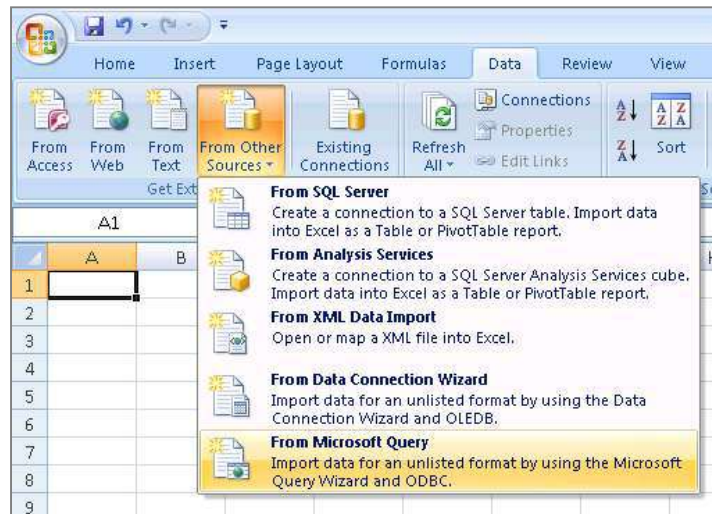 Home Insert Page Layout Formulas Data Review View
From Access
From Web
From Text
From Other Sources
Existing Connections
Refresh All
Connections
Properties
Edit Links
A
Z
Z
A
A Z
Z A
Sort
Get Ext
A1
A B
1
2
3
4
5
6
7
8
9
From SQL Server
Create a connection to a SQL Server table. Import data
into Excel as a Table or PivotTable report.
From Analysis Services
Create a connection to a SQL Server Analysis Services cube.
Import data into Excel as a Table or PivotTable report.
From XML Data Import
Open or map a XML file into Excel.
From Data Connection Wizard
Import data for an unlisted format by using the Data
Connection Wizard and OLEDB.
From Microsoft Query
Import data for an unlisted format by using the Microsoft
Query Wizard and ODBC.